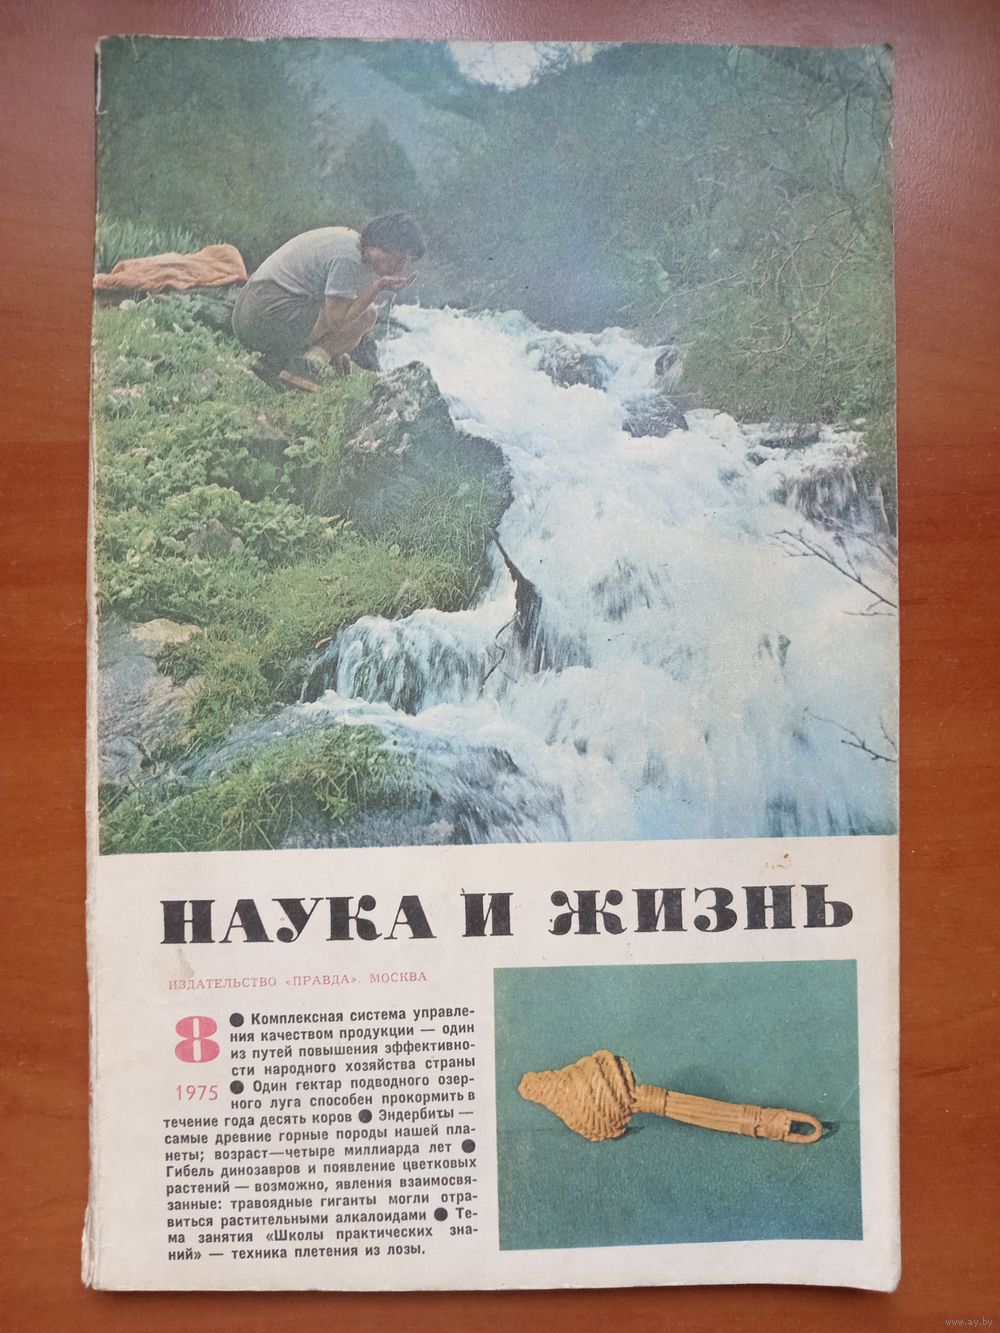 НАУКА И ЖИЗНЬ
ИЗДАТЕЛЬСТВО «ПРАВДА». МОСКВА
8
1975
● Комплексная система управле-
ния качеством продукции — один
из путей повышения эффективно-
сти народного хозяйства страны
● Один гектар подводного озер-
ного луга способен прокормить в
течение года десять коров ● Эндербиты —
самые древние горные породы нашей пла-
неты; возраст—четыре миллиарда лет ●
Гибель динозавров и появление цветковых
растений — возможно, явления взаимосвя-
занные: травоядные гиганты могли отра-
виться растительными алкалоидами ● Те-
ма занятия «Школы практических зна-
ний» — техника плетения из лозы.
www.ay.by